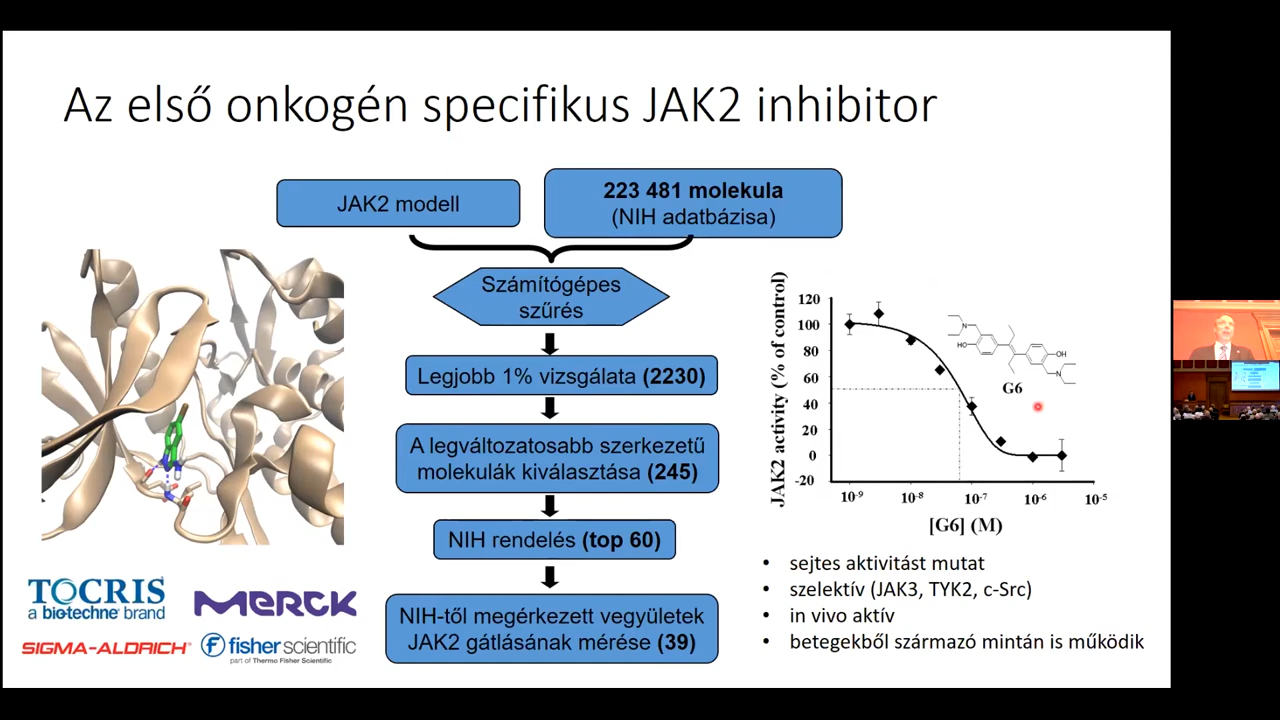 Az első onkogén specifikus JAK2 inhibitor
JAK2 modell
223 481 molekula
(NIH adatbázisa)
Számítógépes
szűrés
Legjobb 1% vizsgálata (2230)
A legváltozatosabb szerkezetű
molekulák kiválasztása (245)
NIH rendelés (top 60)
NIH-től megérkezett vegyületek
JAK2 gátlásának mérése (39)
TOCRIS
a biotechne brand
MERCK
SIGMA-ALDRICH
fisher scientific
part of Thermo Fisher Scientific
JAK2 activity (% of control)
120
100
80
60
40
20
0
-20
10⁻⁹ 10⁻⁸ 10⁻⁷ 10⁻⁶ 10⁻⁵
[G6] (M)
N
HO
OH
N
G6
• sejtes aktivitást mutat
• szelektív (JAK3, TYK2, c-Src)
• in vivo aktív
• betegekből származó mintán is működik